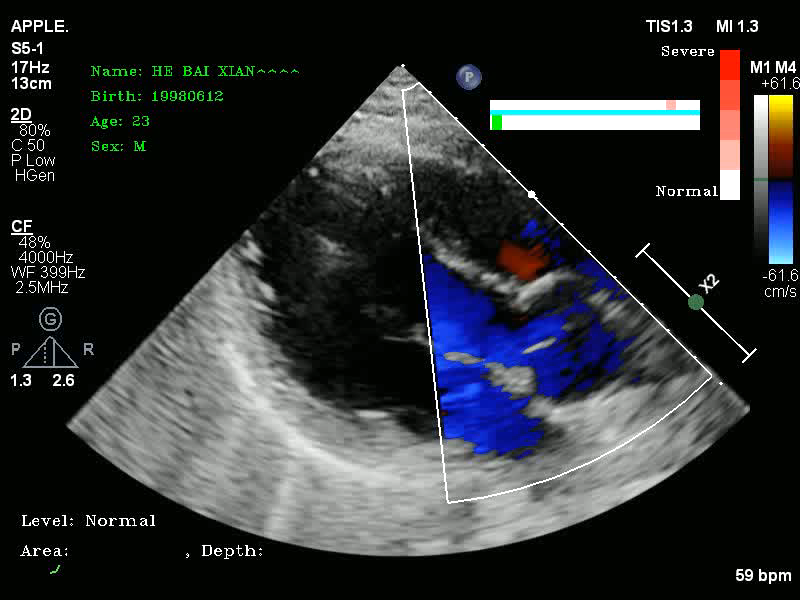 APPLE.
S5-1
17Hz
13cm
2D
80%
C 50
P Low
HGen
CF
48%
4000Hz
WF 399Hz
2.5MHz
G
P R
1.3 2.6
Name: HE BAI XIAN^^^^
Birth: 19980612
Age: 23
Sex: M
P
TIS1.3 MI 1.3
Severe
Normal
M1 M4
+61.6
-61.6
cm/s
X2
Level: Normal
Area: , Depth:
59 bpm